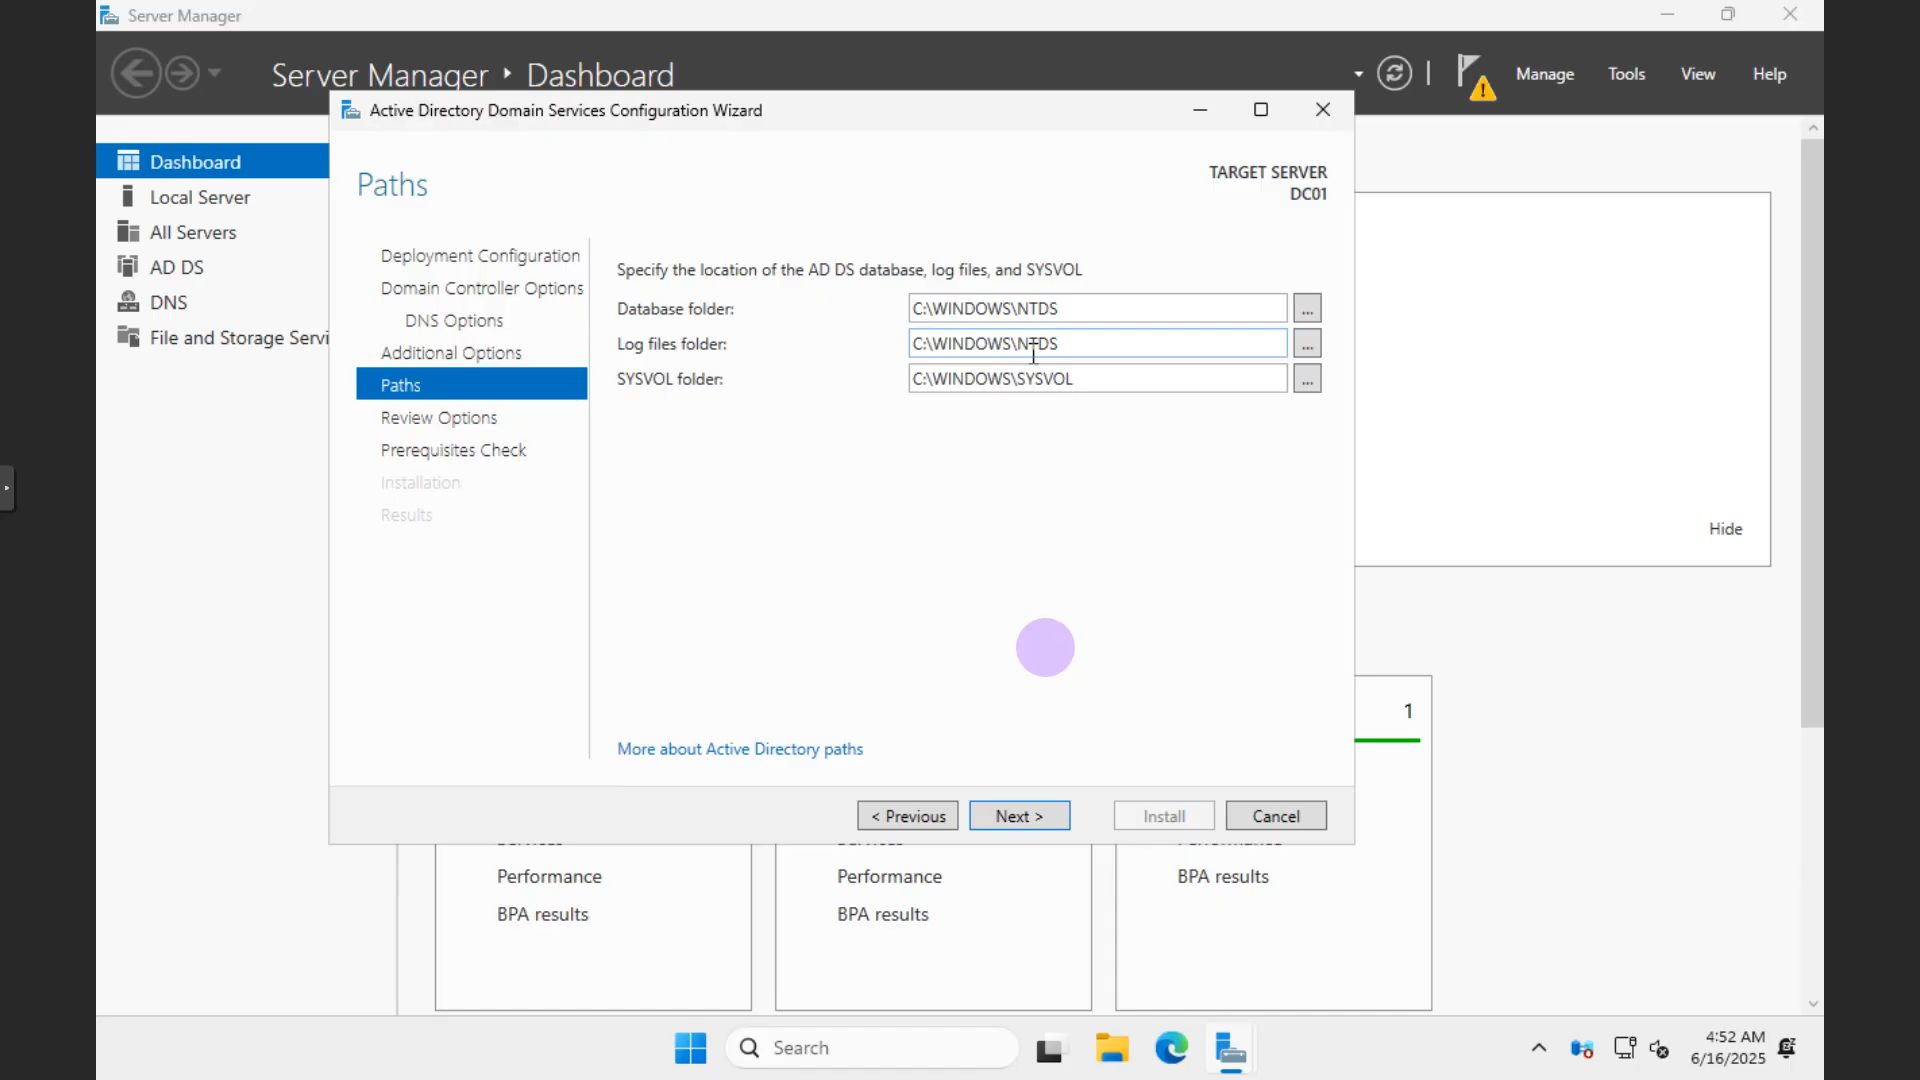 Server Manager
Server Manager ‣ Dashboard
Manage Tools View Help
Active Directory Domain Services Configuration Wizard
Dashboard
Local Server
All Servers
AD DS
DNS
File and Storage Servi
Paths
TARGET SERVER
DC01
Deployment Configuration
Domain Controller Options
DNS Options
Additional Options
Paths
Review Options
Prerequisites Check
Installation
Results
Specify the location of the AD DS database, log files, and SYSVOL
Database folder: C:\WINDOWS\NTDS ...
Log files folder: C:\WINDOWS\NTDS ...
SYSVOL folder: C:\WINDOWS\SYSVOL ...
More about Active Directory paths
< Previous Next > Install Cancel
Hide
1
Performance
BPA results
Performance
BPA results
BPA results
Search
4:52 AM
6/16/2025